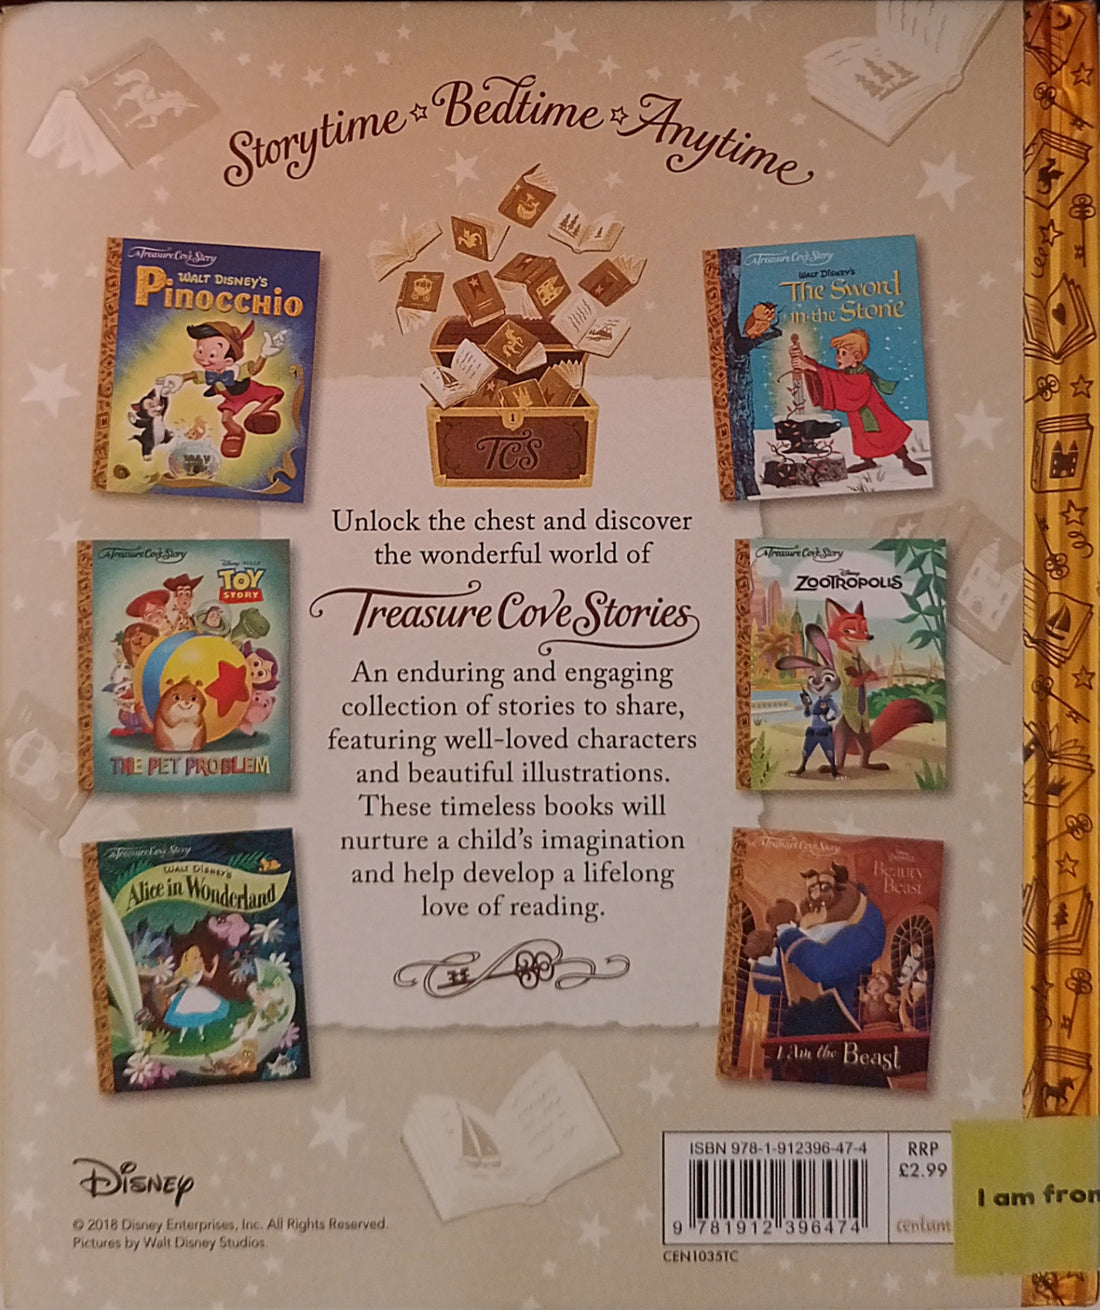 Storytime ☆ Bedtime ☆ Anytime
A Treasure Cove Story
WALT DISNEY'S
PINOCCHIO
A Treasure Cove Story
WALT DISNEY'S
The Sword
in the Stone
1
TCS
Unlock the chest and discover
the wonderful world of
Treasure Cove Stories
An enduring and engaging
collection of stories to share,
featuring well-loved characters
and beautiful illustrations.
These timeless books will
nurture a child's imagination
and help develop a lifelong
love of reading.
A Treasure Cove Story
Disney · PIXAR
TOY
STORY
THE PET PROBLEM
A Treasure Cove Story
Disney
ZOOTROPOLIS
A Treasure Cove Story
WALT DISNEY'S
Alice in Wonderland
A Treasure Cove Story
Beauty
Beast
I Am the Beast
Disney
© 2018 Disney Enterprises, Inc. All Rights Reserved.
Pictures by Walt Disney Studios.
ISBN 978-1-912396-47-4
9 781912 396474
RRP
£2.99
centum
CEN1035TC
I am from